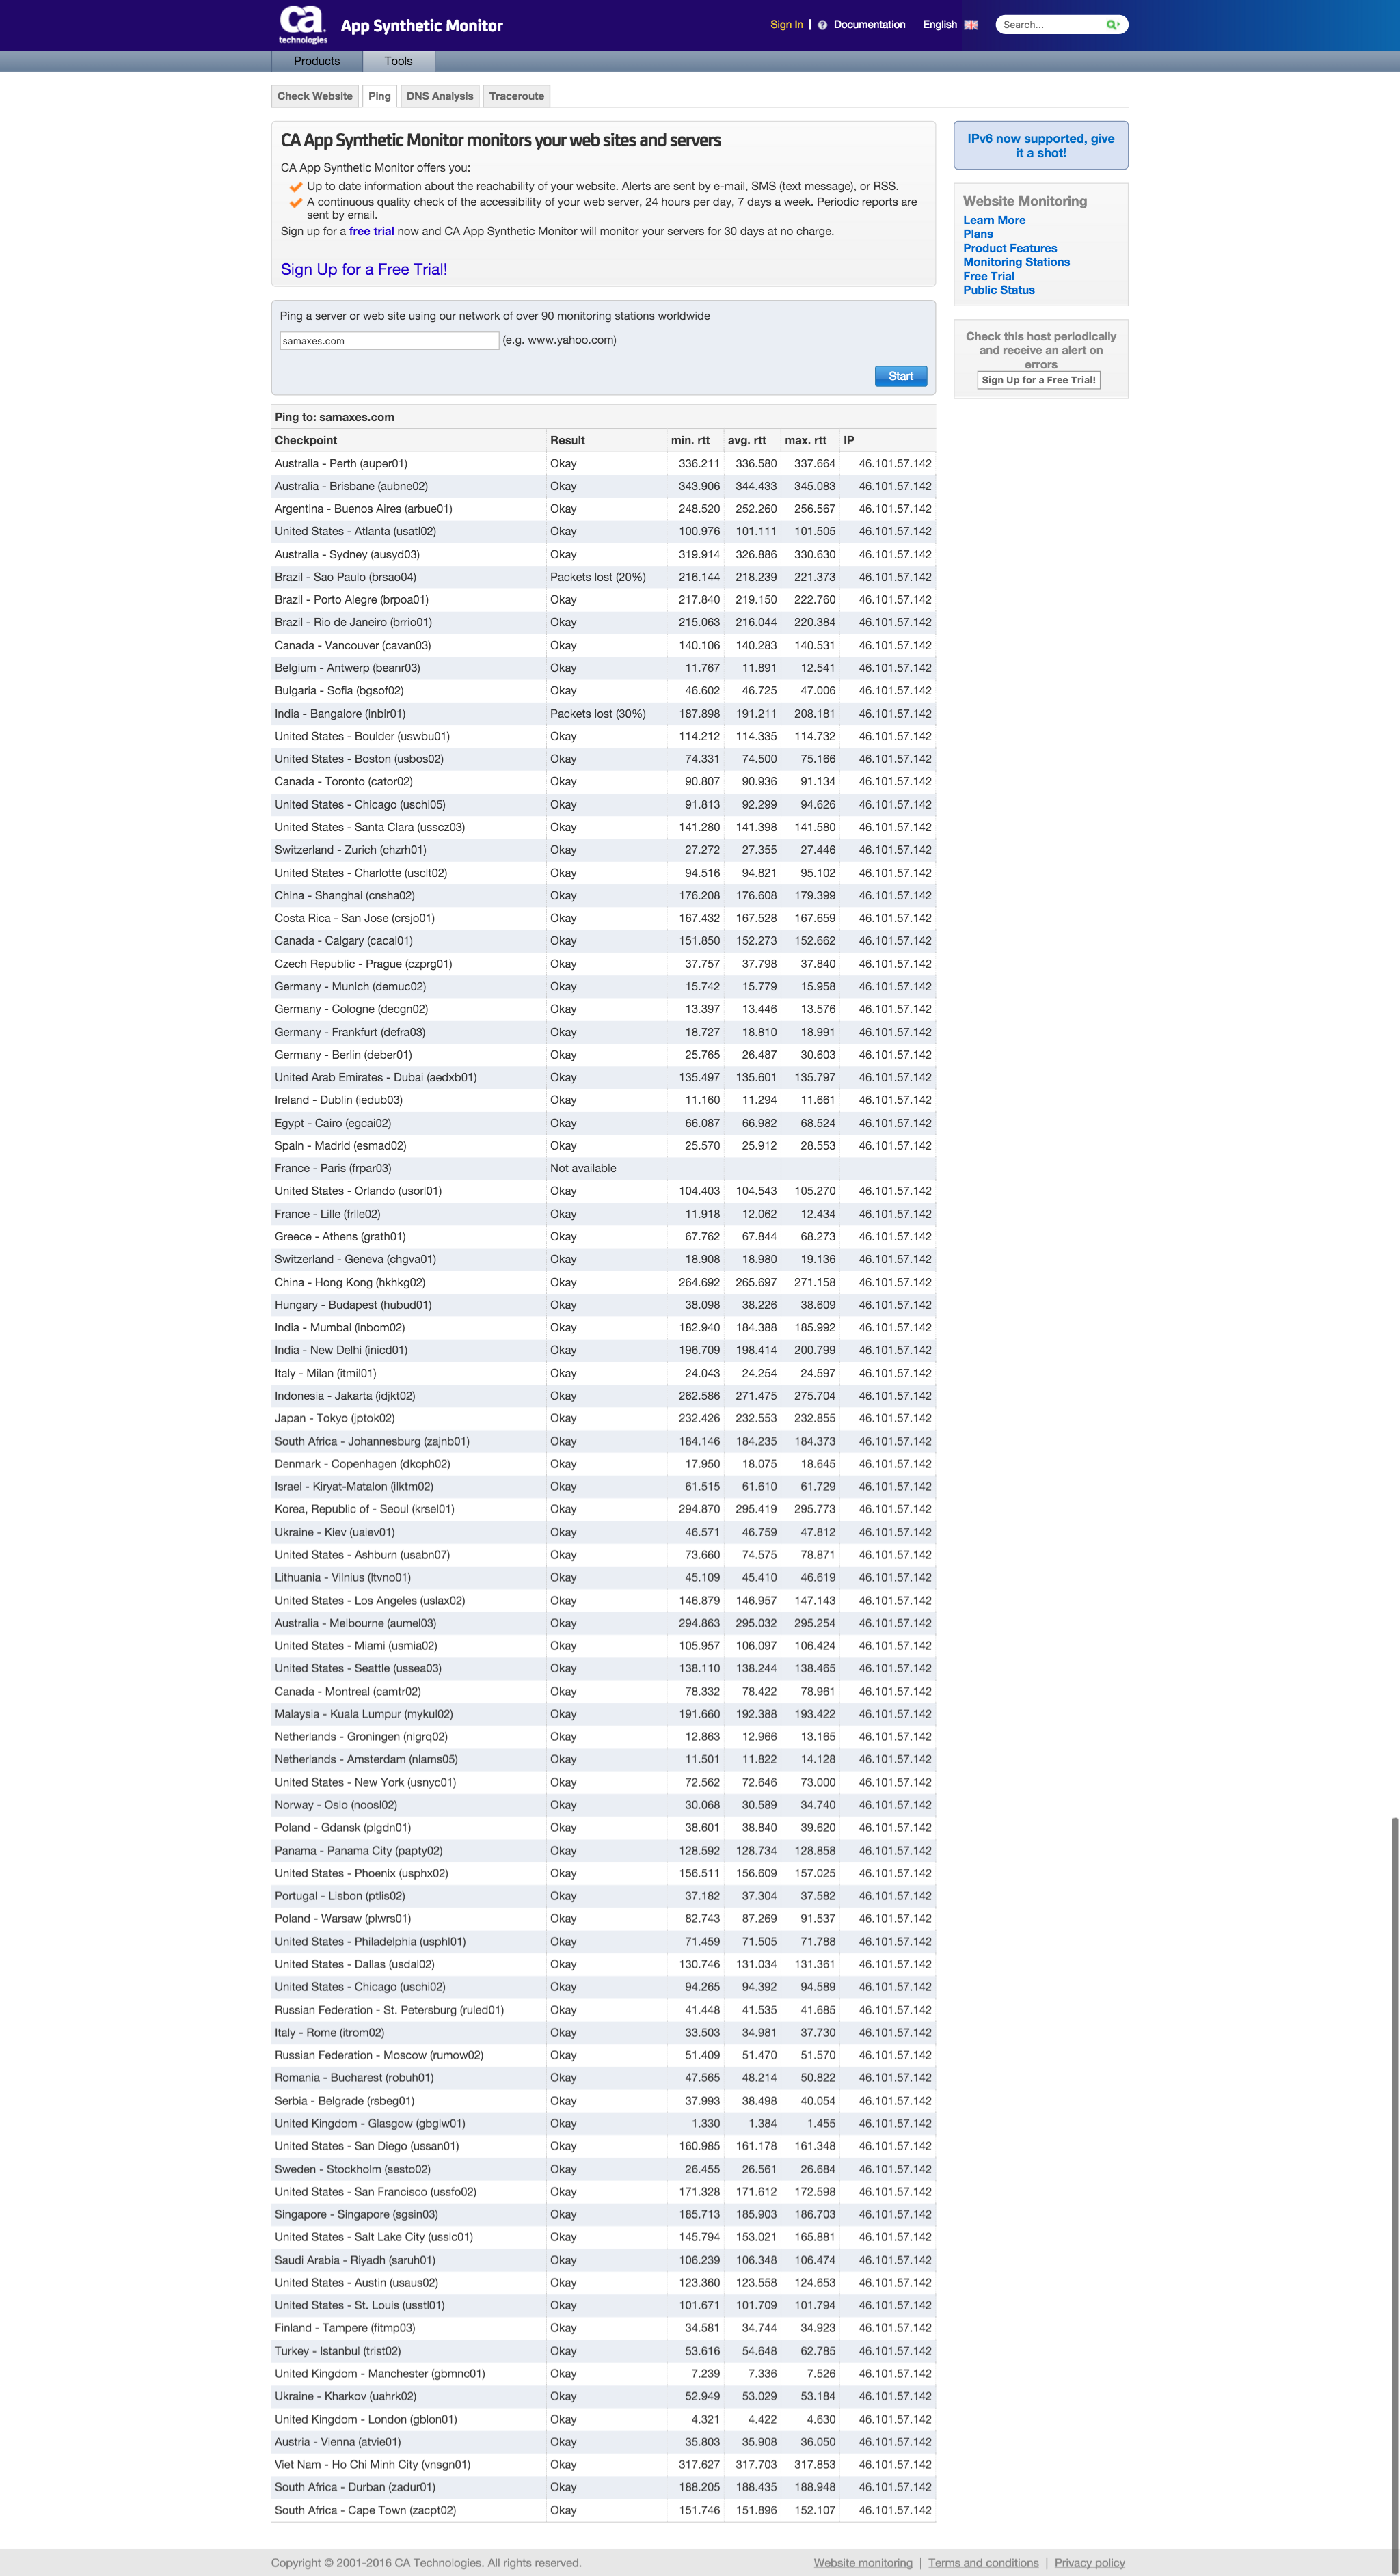 ca technologies App Synthetic Monitor Sign In | Documentation English Search...
Products Tools
Check Website Ping DNS Analysis Traceroute
CA App Synthetic Monitor monitors your web sites and servers
CA App Synthetic Monitor offers you:
Up to date information about the reachability of your website. Alerts are sent by e-mail, SMS (text message), or RSS.
A continuous quality check of the accessibility of your web server, 24 hours per day, 7 days a week. Periodic reports are
sent by email.
Sign up for a free trial now and CA App Synthetic Monitor will monitor your servers for 30 days at no charge.
Sign Up for a Free Trial!
IPv6 now supported, give
it a shot!
Website Monitoring
Learn More
Plans
Product Features
Monitoring Stations
Free Trial
Public Status
Check this host periodically
and receive an alert on
errors
Sign Up for a Free Trial!
Ping a server or web site using our network of over 90 monitoring stations worldwide
samaxes.com (e.g. www.yahoo.com)
Start
Ping to: samaxes.com
Checkpoint Result min. rtt avg. rtt max. rtt IP
Australia - Perth (auper01) Okay 336.211 336.580 337.664 46.101.57.142
Australia - Brisbane (aubne02) Okay 343.906 344.433 345.083 46.101.57.142
Argentina - Buenos Aires (arbue01) Okay 248.520 252.260 256.567 46.101.57.142
United States - Atlanta (usatl02) Okay 100.976 101.111 101.505 46.101.57.142
Australia - Sydney (ausyd03) Okay 319.914 326.886 330.630 46.101.57.142
Brazil - Sao Paulo (brsao04) Packets lost (20%) 216.144 218.239 221.373 46.101.57.142
Brazil - Porto Alegre (brpoa01) Okay 217.840 219.150 222.760 46.101.57.142
Brazil - Rio de Janeiro (brrio01) Okay 215.063 216.044 220.384 46.101.57.142
Canada - Vancouver (cavan03) Okay 140.106 140.283 140.531 46.101.57.142
Belgium - Antwerp (beanr03) Okay 11.767 11.891 12.541 46.101.57.142
Bulgaria - Sofia (bgsof02) Okay 46.602 46.725 47.006 46.101.57.142
India - Bangalore (inblr01) Packets lost (30%) 187.898 191.211 208.181 46.101.57.142
United States - Boulder (uswbu01) Okay 114.212 114.335 114.732 46.101.57.142
United States - Boston (usbos02) Okay 74.331 74.500 75.166 46.101.57.142
Canada - Toronto (cator02) Okay 90.807 90.936 91.134 46.101.57.142
United States - Chicago (uschi05) Okay 91.813 92.299 94.626 46.101.57.142
United States - Santa Clara (usscz03) Okay 141.280 141.398 141.580 46.101.57.142
Switzerland - Zurich (chzrh01) Okay 27.272 27.355 27.446 46.101.57.142
United States - Charlotte (usclt02) Okay 94.516 94.821 95.102 46.101.57.142
China - Shanghai (cnsha02) Okay 176.208 176.608 179.399 46.101.57.142
Costa Rica - San Jose (crsjo01) Okay 167.432 167.528 167.659 46.101.57.142
Canada - Calgary (cacal01) Okay 151.850 152.273 152.662 46.101.57.142
Czech Republic - Prague (czprg01) Okay 37.757 37.798 37.840 46.101.57.142
Germany - Munich (demuc02) Okay 15.742 15.779 15.958 46.101.57.142
Germany - Cologne (decgn02) Okay 13.397 13.446 13.576 46.101.57.142
Germany - Frankfurt (defra03) Okay 18.727 18.810 18.991 46.101.57.142
Germany - Berlin (deber01) Okay 25.765 26.487 30.603 46.101.57.142
United Arab Emirates - Dubai (aedxb01) Okay 135.497 135.601 135.797 46.101.57.142
Ireland - Dublin (iedub03) Okay 11.160 11.294 11.661 46.101.57.142
Egypt - Cairo (egcai02) Okay 66.087 66.982 68.524 46.101.57.142
Spain - Madrid (esmad02) Okay 25.570 25.912 28.553 46.101.57.142
France - Paris (frpar03) Not available
United States - Orlando (usorl01) Okay 104.403 104.543 105.270 46.101.57.142
France - Lille (frlle02) Okay 11.918 12.062 12.434 46.101.57.142
Greece - Athens (grath01) Okay 67.762 67.844 68.273 46.101.57.142
Switzerland - Geneva (chgva01) Okay 18.908 18.980 19.136 46.101.57.142
China - Hong Kong (hkhkg02) Okay 264.692 265.697 271.158 46.101.57.142
Hungary - Budapest (hubud01) Okay 38.098 38.226 38.609 46.101.57.142
India - Mumbai (inbom02) Okay 182.940 184.388 185.992 46.101.57.142
India - New Delhi (inicd01) Okay 196.709 198.414 200.799 46.101.57.142
Italy - Milan (itmil01) Okay 24.043 24.254 24.597 46.101.57.142
Indonesia - Jakarta (idjkt02) Okay 262.586 271.475 275.704 46.101.57.142
Japan - Tokyo (jptok02) Okay 232.426 232.553 232.855 46.101.57.142
South Africa - Johannesburg (zajnb01) Okay 184.146 184.235 184.373 46.101.57.142
Denmark - Copenhagen (dkcph02) Okay 17.950 18.075 18.645 46.101.57.142
Israel - Kiryat-Matalon (ilktm02) Okay 61.515 61.610 61.729 46.101.57.142
Korea, Republic of - Seoul (krsel01) Okay 294.870 295.419 295.773 46.101.57.142
Ukraine - Kiev (uaiev01) Okay 46.571 46.759 47.812 46.101.57.142
United States - Ashburn (usabn07) Okay 73.660 74.575 78.871 46.101.57.142
Lithuania - Vilnius (ltvno01) Okay 45.109 45.410 46.619 46.101.57.142
United States - Los Angeles (uslax02) Okay 146.879 146.957 147.143 46.101.57.142
Australia - Melbourne (aumel03) Okay 294.863 295.032 295.254 46.101.57.142
United States - Miami (usmia02) Okay 105.957 106.097 106.424 46.101.57.142
United States - Seattle (ussea03) Okay 138.110 138.244 138.465 46.101.57.142
Canada - Montreal (camtr02) Okay 78.332 78.422 78.961 46.101.57.142
Malaysia - Kuala Lumpur (mykul02) Okay 191.660 192.388 193.422 46.101.57.142
Netherlands - Groningen (nlgrq02) Okay 12.863 12.966 13.165 46.101.57.142
Netherlands - Amsterdam (nlams05) Okay 11.501 11.822 14.128 46.101.57.142
United States - New York (usnyc01) Okay 72.562 72.646 73.000 46.101.57.142
Norway - Oslo (noosl02) Okay 30.068 30.589 34.740 46.101.57.142
Poland - Gdansk (plgdn01) Okay 38.601 38.840 39.620 46.101.57.142
Panama - Panama City (papty02) Okay 128.592 128.734 128.858 46.101.57.142
United States - Phoenix (usphx02) Okay 156.511 156.609 157.025 46.101.57.142
Portugal - Lisbon (ptlis02) Okay 37.182 37.304 37.582 46.101.57.142
Poland - Warsaw (plwrs01) Okay 82.743 87.269 91.537 46.101.57.142
United States - Philadelphia (usphl01) Okay 71.459 71.505 71.788 46.101.57.142
United States - Dallas (usdal02) Okay 130.746 131.034 131.361 46.101.57.142
United States - Chicago (uschi02) Okay 94.265 94.392 94.589 46.101.57.142
Russian Federation - St. Petersburg (ruled01) Okay 41.448 41.535 41.685 46.101.57.142
Italy - Rome (itrom02) Okay 33.503 34.981 37.730 46.101.57.142
Russian Federation - Moscow (rumow02) Okay 51.409 51.470 51.570 46.101.57.142
Romania - Bucharest (robuh01) Okay 47.565 48.214 50.822 46.101.57.142
Serbia - Belgrade (rsbeg01) Okay 37.993 38.498 40.054 46.101.57.142
United Kingdom - Glasgow (gbglw01) Okay 1.330 1.384 1.455 46.101.57.142
United States - San Diego (ussan01) Okay 160.985 161.178 161.348 46.101.57.142
Sweden - Stockholm (sesto02) Okay 26.455 26.561 26.684 46.101.57.142
United States - San Francisco (ussfo02) Okay 171.328 171.612 172.598 46.101.57.142
Singapore - Singapore (sgsin03) Okay 185.713 185.903 186.703 46.101.57.142
United States - Salt Lake City (usslc01) Okay 145.794 153.021 165.881 46.101.57.142
Saudi Arabia - Riyadh (saruh01) Okay 106.239 106.348 106.474 46.101.57.142
United States - Austin (usaus02) Okay 123.360 123.558 124.653 46.101.57.142
United States - St. Louis (usstl01) Okay 101.671 101.709 101.794 46.101.57.142
Finland - Tampere (fitmp03) Okay 34.581 34.744 34.923 46.101.57.142
Turkey - Istanbul (trist02) Okay 53.616 54.648 62.785 46.101.57.142
United Kingdom - Manchester (gbmnc01) Okay 7.239 7.336 7.526 46.101.57.142
Ukraine - Kharkov (uahrk02) Okay 52.949 53.029 53.184 46.101.57.142
United Kingdom - London (gblon01) Okay 4.321 4.422 4.630 46.101.57.142
Austria - Vienna (atvie01) Okay 35.803 35.908 36.050 46.101.57.142
Viet Nam - Ho Chi Minh City (vnsgn01) Okay 317.627 317.703 317.853 46.101.57.142
South Africa - Durban (zadur01) Okay 188.205 188.435 188.948 46.101.57.142
South Africa - Cape Town (zacpt02) Okay 151.746 151.896 152.107 46.101.57.142
Copyright © 2001-2016 CA Technologies. All rights reserved. Website monitoring | Terms and conditions | Privacy policy